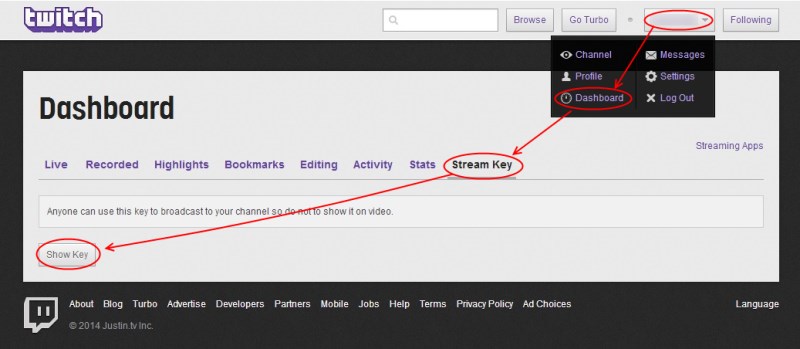 twitch
Browse
Go Turbo
Following
Channel
Messages
Profile
Settings
Dashboard
Log Out
Dashboard
Streaming Apps
Live Recorded Highlights Bookmarks Editing Activity Stats Stream Key
Anyone can use this key to broadcast to your channel so do not to show it on video.
Show Key
About Blog Turbo Advertise Developers Partners Mobile Jobs Help Terms Privacy Policy Ad Choices Language
© 2014 Justin.tv Inc.